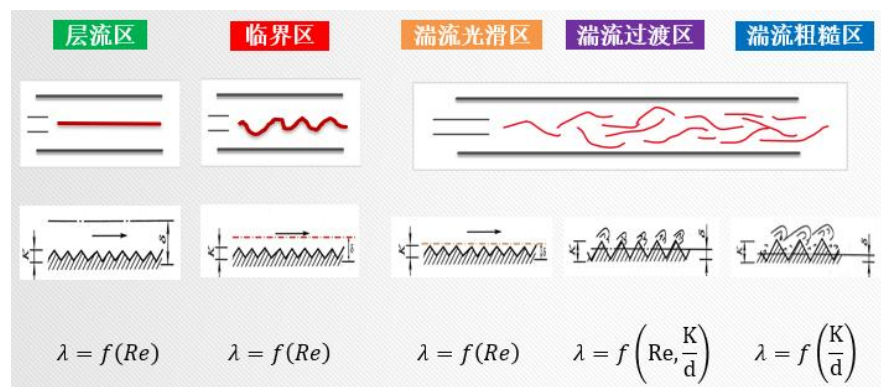 层流区 临界区 湍流光滑区 湍流过渡区 湍流粗糙区
K δ K δ K δ K δ K δ
λ = f(Re) λ = f(Re) λ = f(Re) λ = f(Re, K/d) λ = f(K/d)